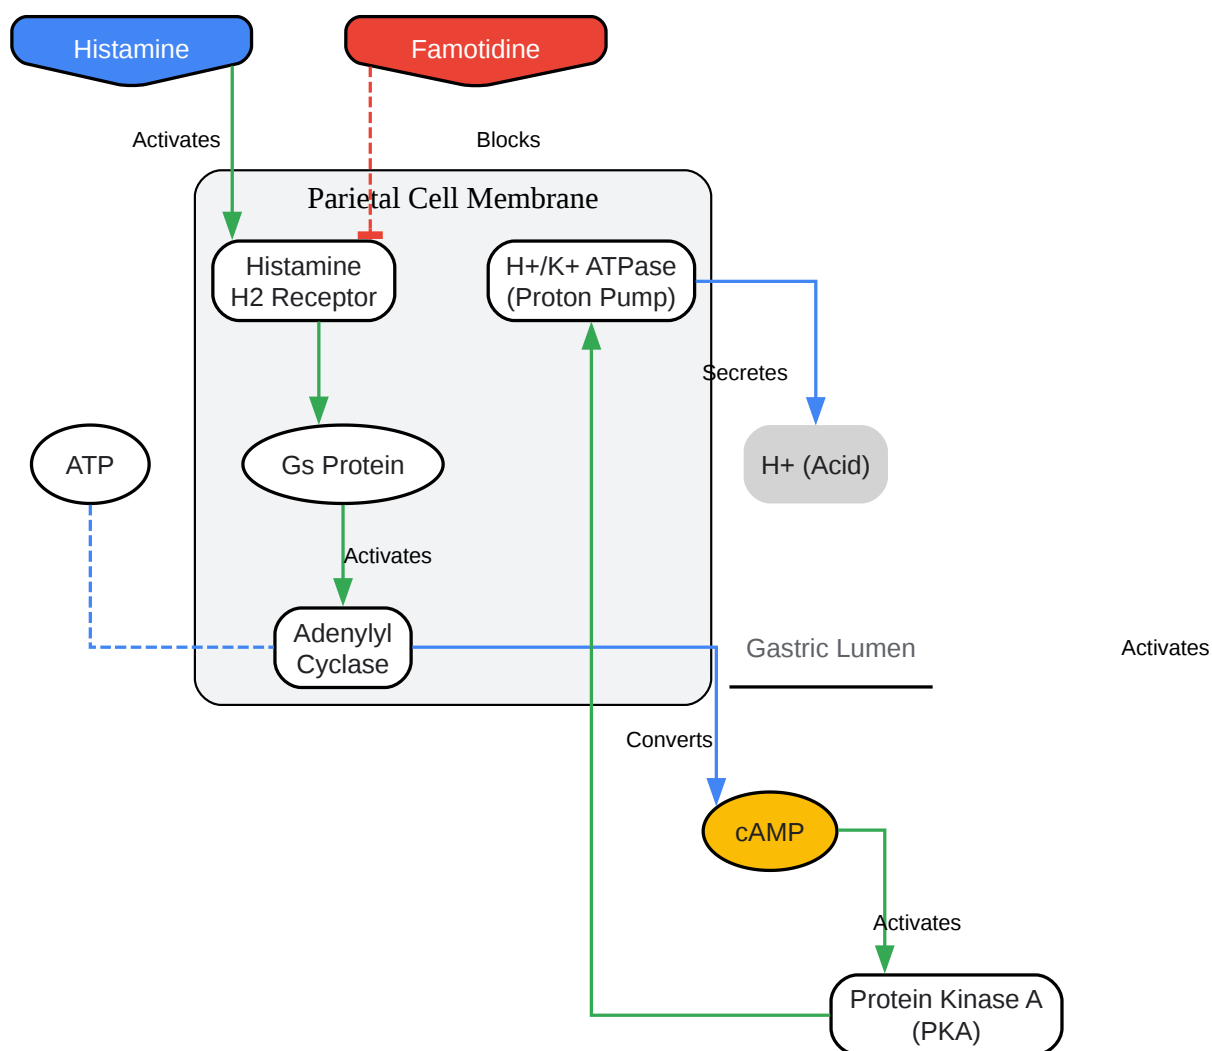 Histamine
Famotidine
Activates
Blocks
Parietal Cell Membrane
Histamine
H2 Receptor
H+/K+ ATPase
(Proton Pump)
Secretes
ATP
Gs Protein
H+ (Acid)
Activates
Adenylyl
Cyclase
Gastric Lumen
Activates
Converts
cAMP
Activates
Protein Kinase A
(PKA)